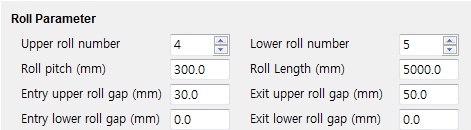 Roll Parameter
Upper roll number 4 Lower roll number 5
Roll pitch (mm) 300.0 Roll Length (mm) 5000.0
Entry upper roll gap (mm) 30.0 Exit upper roll gap (mm) 50.0
Entry lower roll gap (mm) 0.0 Exit lower roll gap (mm) 0.0